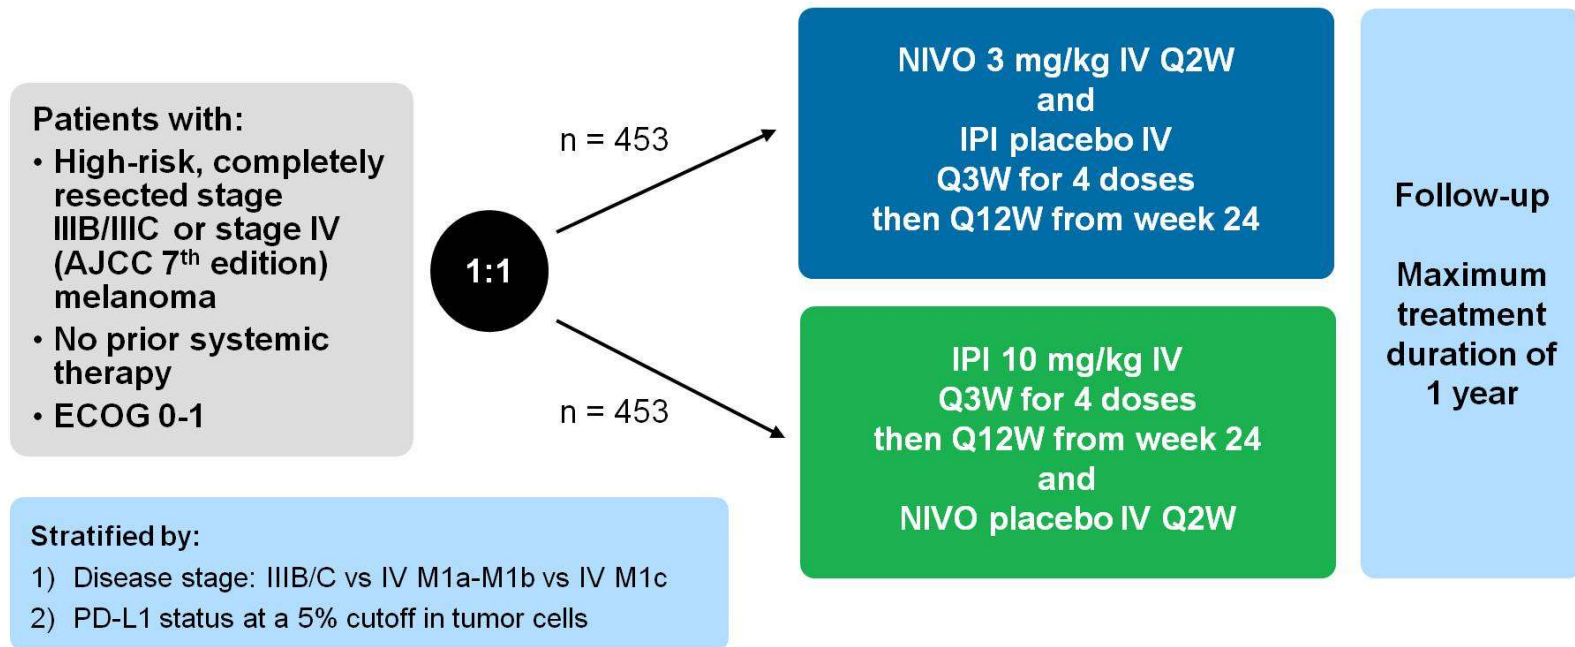 Patients with:
• High-risk, completely
resected stage
IIIB/IIIC or stage IV
(AJCC 7th edition)
melanoma
• No prior systemic
therapy
• ECOG 0-1
Stratified by:
1) Disease stage: IIIB/C vs IV M1a-M1b vs IV M1c
2) PD-L1 status at a 5% cutoff in tumor cells
1:1
n = 453
n = 453
NIVO 3 mg/kg IV Q2W
and
IPI placebo IV
Q3W for 4 doses
then Q12W from week 24
IPI 10 mg/kg IV
Q3W for 4 doses
then Q12W from week 24
and
NIVO placebo IV Q2W
Follow-up
Maximum
treatment
duration of
1 year